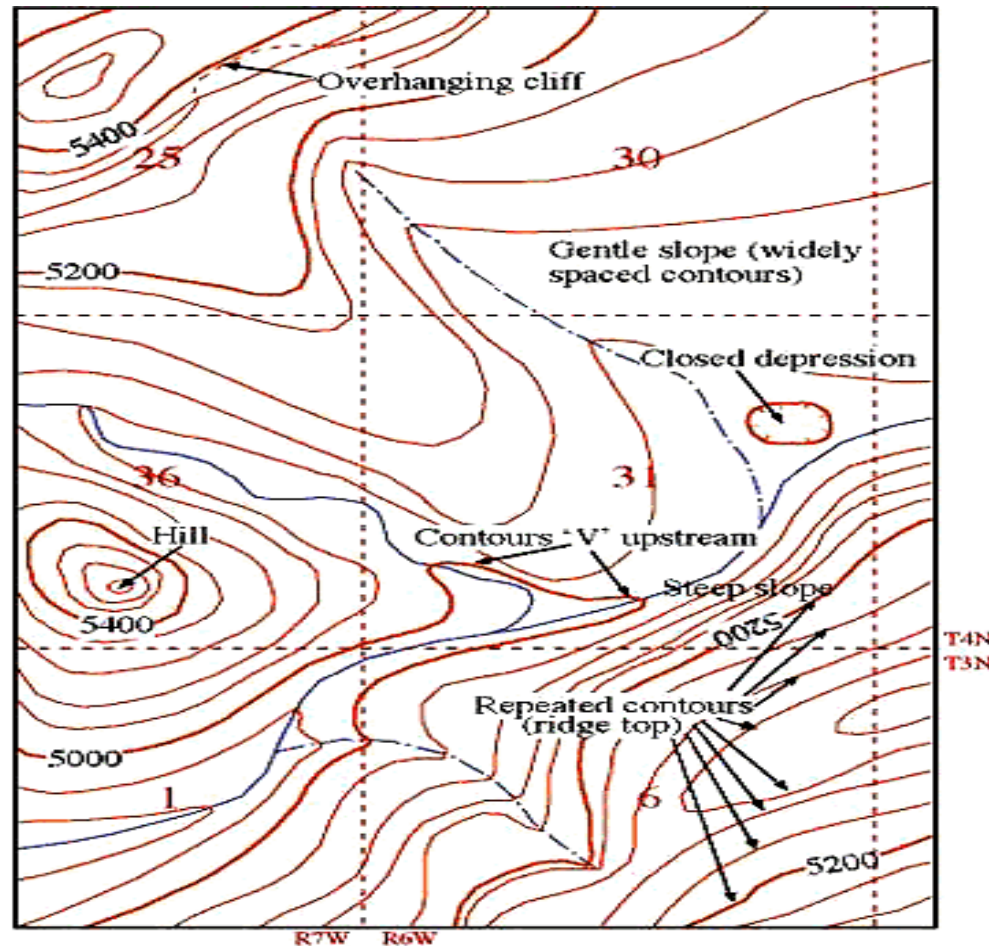 Overhanging cliff
5400
25
30
Gentle slope (widely
spaced contours)
5200
Closed depression
36
31
Contours "V" upstream
Hill
Steep slope
5400
5200
T4N
T3N
Repeated contours
(ridge top)
5000
1
6
5200
R7W R6W